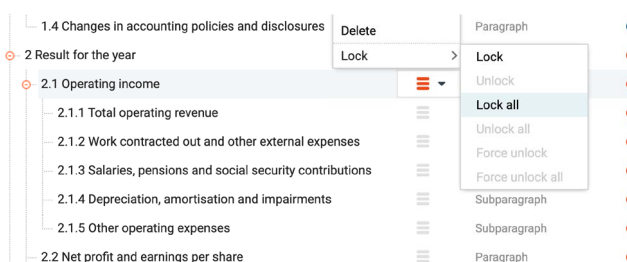 1.4 Changes in accounting policies and disclosures
Delete
Paragraph
2 Result for the year
Lock
Lock
2.1 Operating income
Unlock
Lock all
2.1.1 Total operating revenue
Unlock all
2.1.2 Work contracted out and other external expenses
Force unlock
2.1.3 Salaries, pensions and social security contributions
Force unlock all
2.1.4 Depreciation, amortisation and impairments
Subparagraph
2.1.5 Other operating expenses
Subparagraph
2.2 Net profit and earnings per share
Paragraph